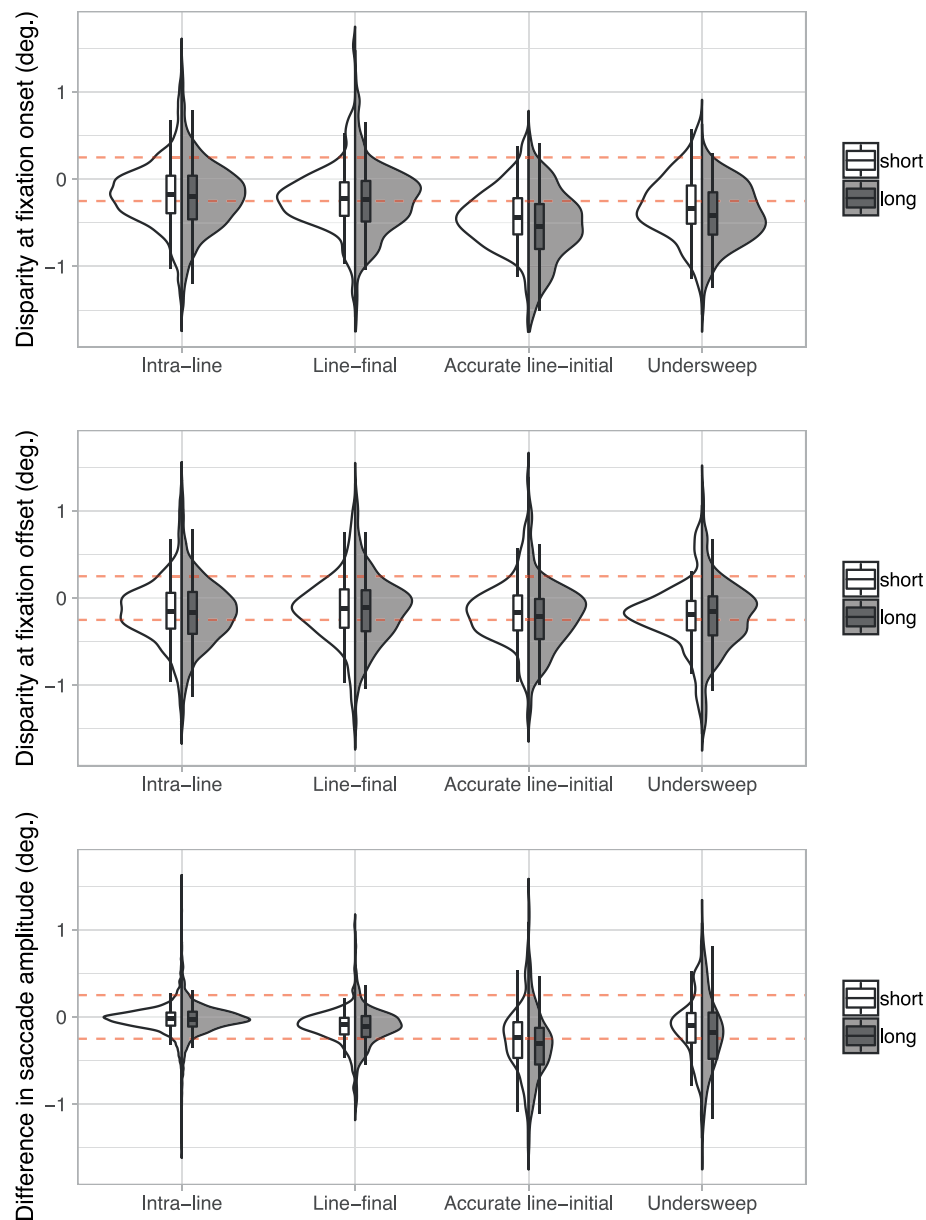 Disparity at fixation onset (deg.)
1
0
−1
Intra−line Line−final Accurate line−initial Undersweep
short
long
Disparity at fixation offset (deg.)
1
0
−1
Intra−line Line−final Accurate line−initial Undersweep
short
long
Difference in saccade amplitude (deg.)
1
0
−1
Intra−line Line−final Accurate line−initial Undersweep
short
long